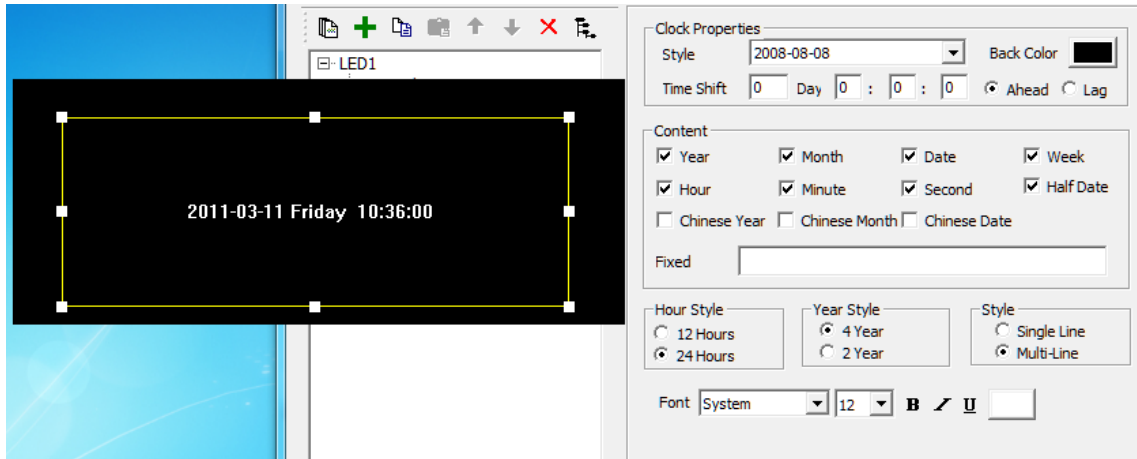 LED1
2011-03-11 Friday 10:36:00
Clock Properties
Style 2008-08-08 Back Color
Time Shift 0 Day 0 : 0 : 0 Ahead Lag
Content
Year Month Date Week
Hour Minute Second Half Date
Chinese Year Chinese Month Chinese Date
Fixed
Hour Style Year Style Style
12 Hours 4 Year Single Line
24 Hours 2 Year Multi-Line
Font System 12 B I U